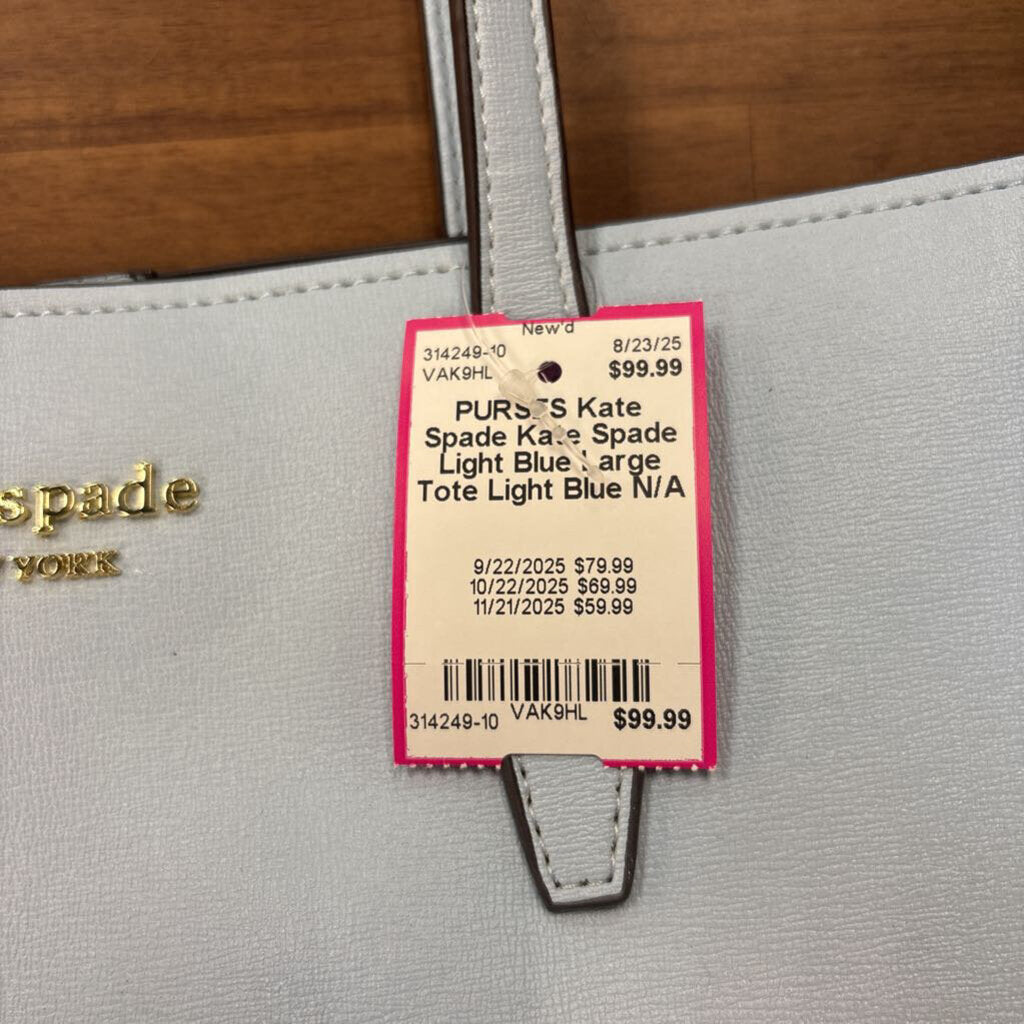 spade
YORK
New'd
314249-10 8/23/25
VAK9HL $99.99
PURSES Kate
Spade Kate Spade
Light Blue Large
Tote Light Blue N/A
9/22/2025 $79.99
10/22/2025 $69.99
11/21/2025 $59.99
314249-10 VAK9HL $99.99